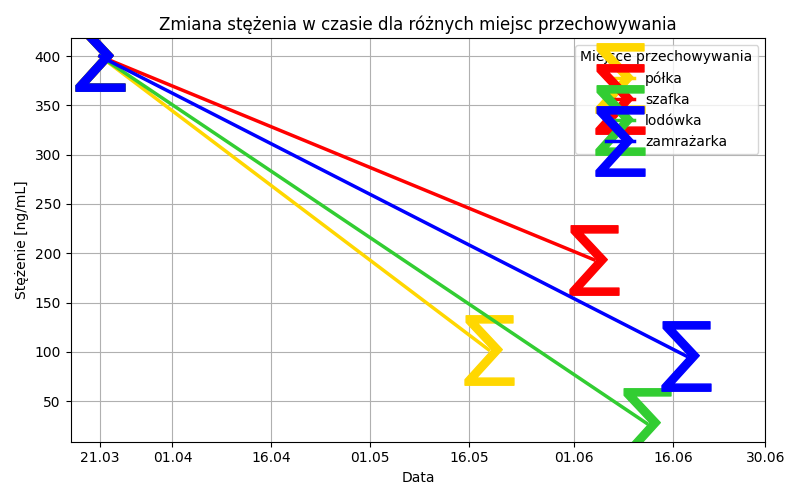 Zmiana stężenia w czasie dla różnych miejsc przechowywania
400
350
300
250
200
150
100
50
Stężenie [ng/mL]
Miejsce przechowywania
półka
szafka
lodówka
zamrażarka
Σ
Σ
Σ
Σ
Σ
21.03
01.04
16.04
01.05
16.05
01.06
16.06
30.06
Data